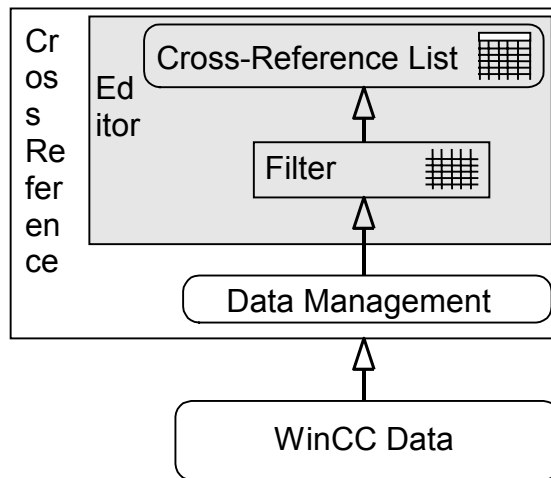 Cr
os
s
Re
fer
en
ce
Ed
itor
Cross-Reference List
Filter
Data Management
WinCC Data